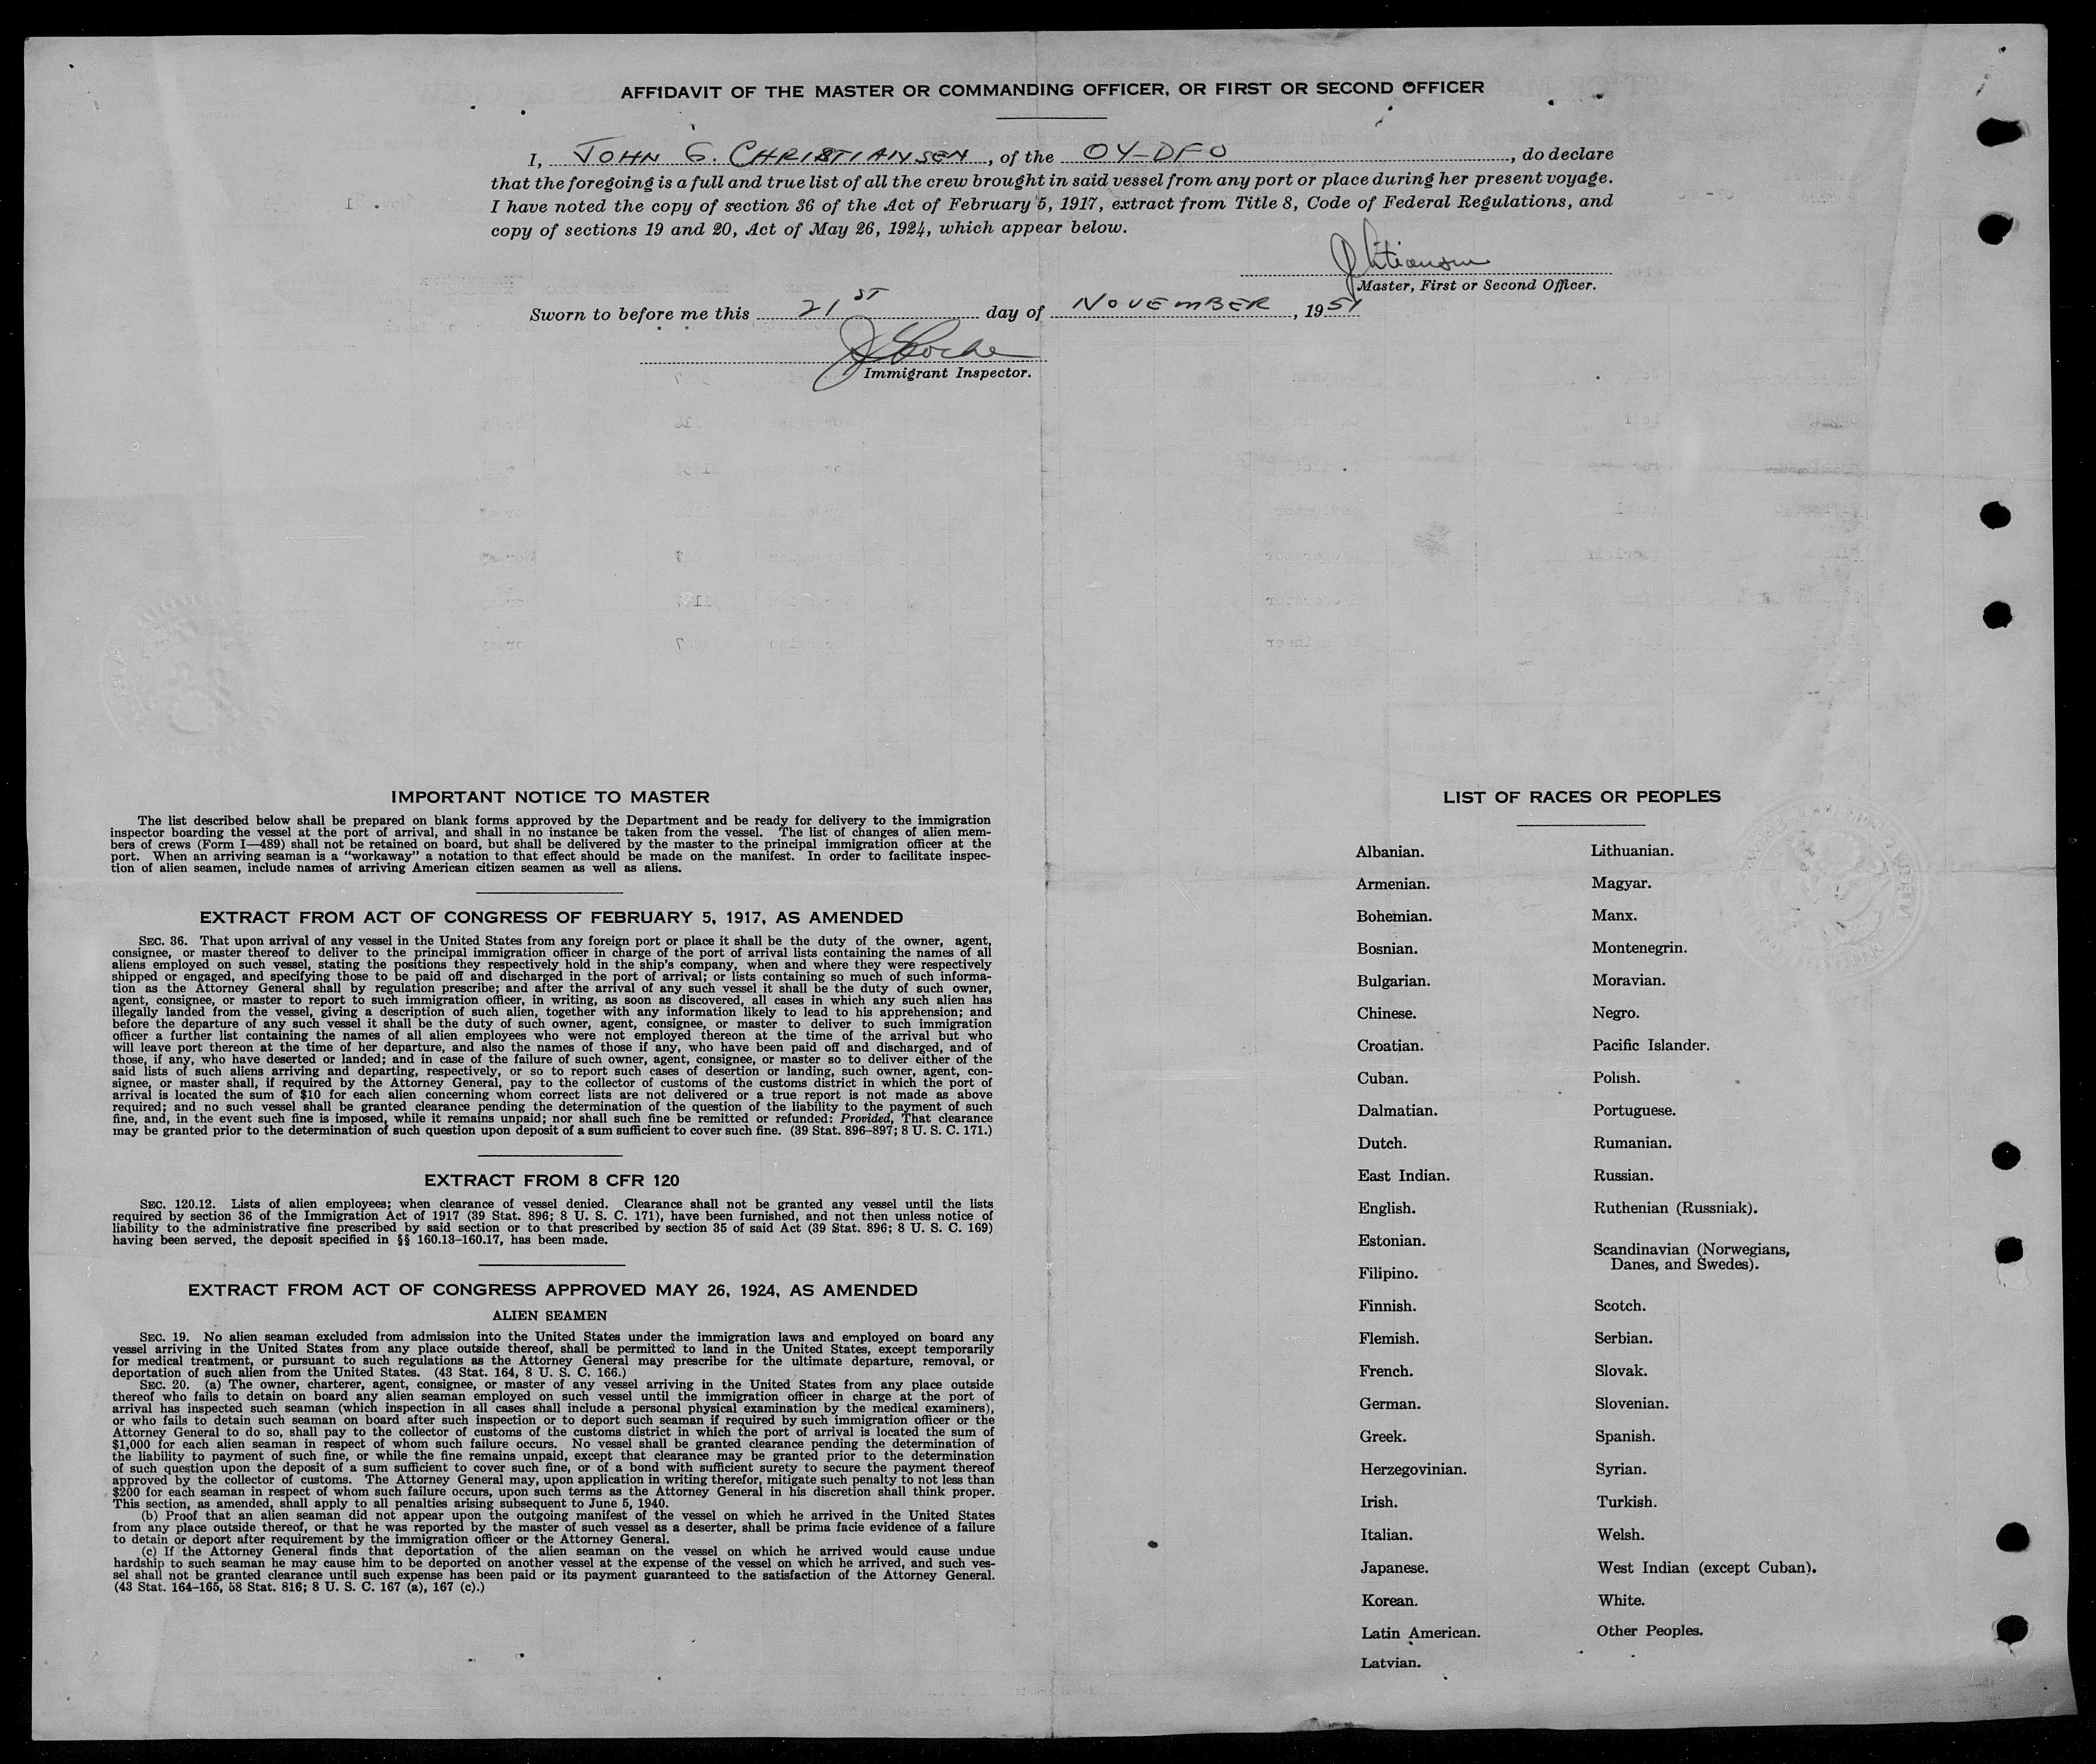 AFFIDAVIT OF THE MASTER OR COMMANDING OFFICER, OR FIRST OR SECOND OFFICER
I, JOHN G. CHRISTIANSEN, of the OY-DFO, do declare
that the foregoing is a full and true list of all the crew brought in said vessel from any port or place during her present voyage.
I have noted the copy of section 36 of the Act of February 5, 1917, extract from Title 8, Code of Federal Regulations, and
copy of sections 19 and 20, Act of May 26, 1924, which appear below.
Master, First or Second Officer.
Sworn to before me this 21ST day of NOVEMBER, 1951
Immigrant Inspector.
IMPORTANT NOTICE TO MASTER
The list described below shall be prepared on blank forms approved by the Department and be ready for delivery to the immigration
inspector boarding the vessel at the port of arrival, and shall in no instance be taken from the vessel. The list of changes of alien mem-
bers of crews (Form I—489) shall not be retained on board, but shall be delivered by the master to the principal immigration officer at the
port. When an arriving seaman is a "workaway" a notation to that effect should be made on the manifest. In order to facilitate inspec-
tion of alien seamen, include names of arriving American citizen seamen as well as aliens.
EXTRACT FROM ACT OF CONGRESS OF FEBRUARY 5, 1917, AS AMENDED
SEC. 36. That upon arrival of any vessel in the United States from any foreign port or place it shall be the duty of the owner, agent,
consignee, or master thereof to deliver to the principal immigration officer in charge of the port of arrival lists containing the names of all
aliens employed on such vessel, stating the positions they respectively hold in the ship's company, when and where they were respectively
shipped or engaged, and specifying those to be paid off and discharged in the port of arrival; or lists containing so much of such informa-
tion as the Attorney General shall by regulation prescribe; and after the arrival of any such vessel it shall be the duty of such owner,
agent, consignee, or master to report to such immigration officer, in writing, as soon as discovered, all cases in which any such alien has
illegally landed from the vessel, giving a description of such alien, together with any information likely to lead to his apprehension; and
before the departure of any such vessel it shall be the duty of such owner, agent, consignee, or master to deliver to such immigration
officer a further list containing the names of all alien employees who were not employed thereon at the time of the arrival but who
will leave port thereon at the time of her departure, and also the names of those if any, who have been paid off and discharged, and of
those, if any, who have deserted or landed; and in case of the failure of such owner, agent, consignee, or master so to deliver either of the
said lists of such aliens arriving and departing, respectively, or so to report such cases of desertion or landing, such owner, agent, con-
signee, or master shall, if required by the Attorney General, pay to the collector of customs of the customs district in which the port of
arrival is located the sum of $10 for each alien concerning whom correct lists are not delivered or a true report is not made as above
required; and no such vessel shall be granted clearance pending the determination of the question of the liability to the payment of such
fine, and, in the event such fine is imposed, while it remains unpaid; nor shall such fine be remitted or refunded: Provided, That clearance
may be granted prior to the determination of such question upon deposit of a sum sufficient to cover such fine. (39 Stat. 896–897; 8 U. S. C. 171.)
EXTRACT FROM 8 CFR 120
SEC. 120.12. Lists of alien employees; when clearance of vessel denied. Clearance shall not be granted any vessel until the lists
required by section 36 of the Immigration Act of 1917 (39 Stat. 896; 8 U. S. C. 171), have been furnished, and not then unless notice of
liability to the administrative fine prescribed by said section or to that prescribed by section 35 of said Act (39 Stat. 896; 8 U. S. C. 169)
having been served, the deposit specified in §§ 160.13–160.17, has been made.
EXTRACT FROM ACT OF CONGRESS APPROVED MAY 26, 1924, AS AMENDED
ALIEN SEAMEN
SEC. 19. No alien seaman excluded from admission into the United States under the immigration laws and employed on board any
vessel arriving in the United States from any place outside thereof, shall be permitted to land in the United States, except temporarily
for medical treatment, or pursuant to such regulations as the Attorney General may prescribe for the ultimate departure, removal, or
deportation of such alien from the United States. (43 Stat. 164, 8 U. S. C. 166.)
SEC. 20. (a) The owner, charterer, agent, consignee, or master of any vessel arriving in the United States from any place outside
thereof who fails to detain on board any alien seaman employed on such vessel until the immigration officer in charge at the port of
arrival has inspected such seaman (which inspection in all cases shall include a personal physical examination by the medical examiners),
or who fails to detain such seaman on board after such inspection or to deport such seaman if required by such immigration officer or the
Attorney General to do so, shall pay to the collector of customs of the customs district in which the port of arrival is located the sum of
$1,000 for each alien seaman in respect of whom such failure occurs. No vessel shall be granted clearance pending the determination of
the liability to payment of such fine, or while the fine remains unpaid, except that clearance may be granted prior to the determination
of such question upon the deposit of a sum sufficient to cover such fine, or of a bond with sufficient surety to secure the payment thereof
approved by the collector of customs. The Attorney General may, upon application in writing therefor, mitigate such penalty to not less than
$200 for each seaman in respect of whom such failure occurs, upon such terms as the Attorney General in his discretion shall think proper.
This section, as amended, shall apply to all penalties arising subsequent to June 5, 1940.
(b) Proof that an alien seaman did not appear upon the outgoing manifest of the vessel on which he arrived in the United States
from any place outside thereof, or that he was reported by the master of such vessel as a deserter, shall be prima facie evidence of a failure
to detain or deport after requirement by the immigration officer or the Attorney General.
(c) If the Attorney General finds that deportation of the alien seaman on the vessel on which he arrived would cause undue
hardship to such seaman he may cause him to be deported on another vessel at the expense of the vessel on which he arrived, and such ves-
sel shall not be granted clearance until such expense has been paid or its payment guaranteed to the satisfaction of the Attorney General.
(43 Stat. 164–165, 58 Stat. 816; 8 U. S. C. 167 (a), 167 (c).)
LIST OF RACES OR PEOPLES
Albanian.
Armenian.
Bohemian.
Bosnian.
Bulgarian.
Chinese.
Croatian.
Cuban.
Dalmatian.
Dutch.
East Indian.
English.
Estonian.
Filipino.
Finnish.
Flemish.
French.
German.
Greek.
Herzegovinian.
Irish.
Italian.
Japanese.
Korean.
Latin American.
Latvian.
Lithuanian.
Magyar.
Manx.
Montenegrin.
Moravian.
Negro.
Pacific Islander.
Polish.
Portuguese.
Rumanian.
Russian.
Ruthenian (Russniak).
Scandinavian (Norwegians,
Danes, and Swedes).
Scotch.
Serbian.
Slovak.
Slovenian.
Spanish.
Syrian.
Turkish.
Welsh.
West Indian (except Cuban).
White.
Other Peoples.